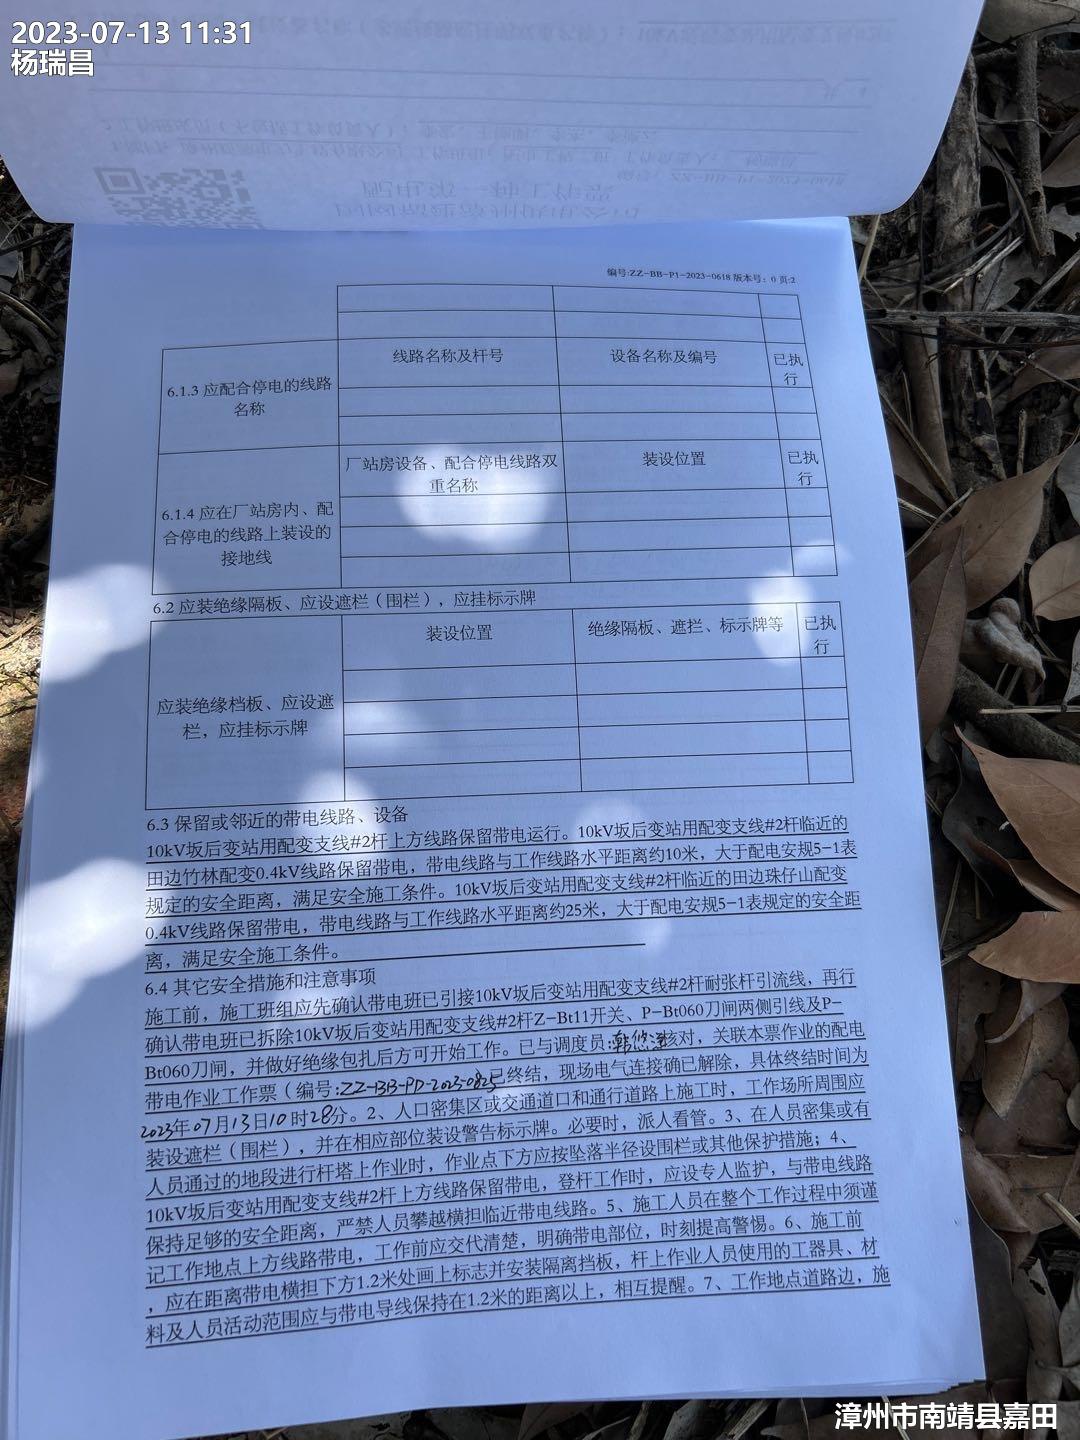 2023-07-13 11:31
杨瑞昌
编号:ZZ-BB-P1-2023-0618 版本号：0 页:2
6.1.3 应配合停电的线路名称
线路名称及杆号
设备名称及编号
已执行
6.1.4 应在厂站房内、配合停电的线路上装设的接地线
厂站房设备、配合停电线路双重名称
装设位置
已执行
6.2 应装绝缘隔板、应设遮栏（围栏），应挂标示牌
应装绝缘档板、应设遮栏，应挂标示牌
装设位置
绝缘隔板、遮拦、标示牌等
已执行
6.3 保留或邻近的带电线路、设备
10kV坂后变站用配变支线#2杆上方线路保留带电运行。10kV坂后变站用配变支线#2杆临近的
田边竹林配变0.4kV线路保留带电，带电线路与工作线路水平距离约10米，大于配电安规5-1表
规定的安全距离，满足安全施工条件。10kV坂后变站用配变支线#2杆临近的田边珠仔山配变
0.4kV线路保留带电，带电线路与工作线路水平距离约25米，大于配电安规5-1表规定的安全距
离，满足安全施工条件。
6.4 其它安全措施和注意事项
施工前，施工班组应先确认带电班已引接10kV坂后变站用配变支线#2杆耐张杆引流线，再行
确认带电班已拆除10kV坂后变站用配变支线#2杆Z-Bt11开关、P-Bt060刀闸两侧引线及P-
Bt060刀闸，并做好绝缘包扎后方可开始工作。已与调度员:核对，关联本票作业的配电
带电作业工作票（编号:ZZ-BB-PD-2023-0825已终结，现场电气连接确已解除，具体终结时间为
2023年07月13日10时28分。2、人口密集区或交通道口和通行道路上施工时，工作场所周围应
装设遮栏（围栏），并在相应部位装设警告标示牌。必要时，派人看管。3、在人员密集或有
人员通过的地段进行杆塔上作业时，作业点下方应按坠落半径设围栏或其他保护措施；4、
10kV坂后变站用配变支线#2杆上方线路保留带电，登杆工作时，应设专人监护，与带电线路
保持足够的安全距离，严禁人员攀越横担临近带电线路。5、施工人员在整个工作过程中须谨
记工作地点上方线路带电，工作前应交代清楚，明确带电部位，时刻提高警惕。6、施工前
，应在距离带电横担下方1.2米处画上标志并安装隔离挡板，杆上作业人员使用的工器具、材
料及人员活动范围应与带电导线保持在1.2米的距离以上，相互提醒。7、工作地点道路边，施
漳州市南靖县嘉田